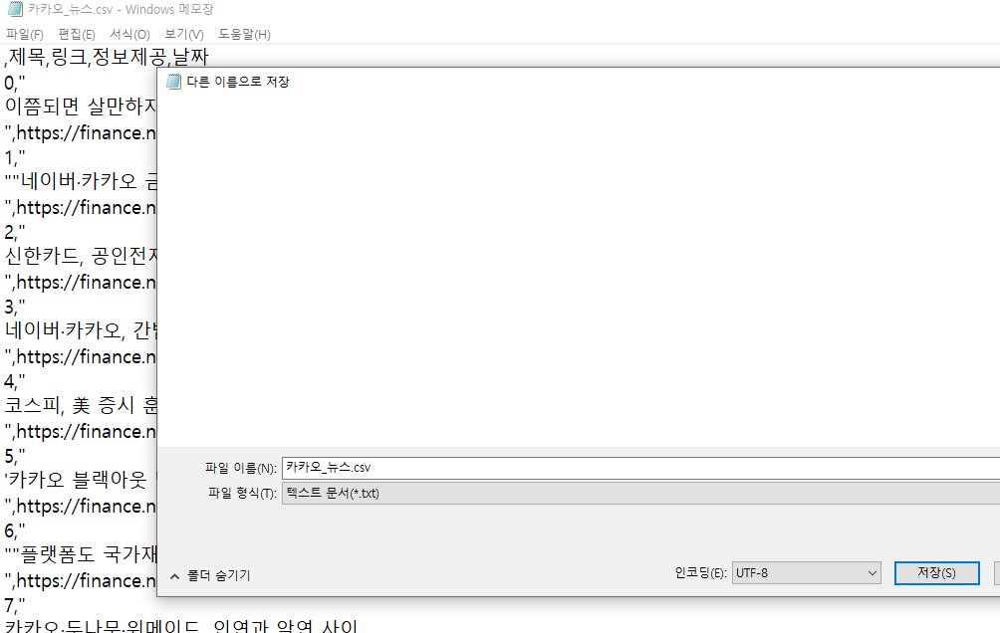 카카오_뉴스.csv - Windows 메모장
파일(F) 편집(E) 서식(O) 보기(V) 도움말(H)
,제목,링크,정보제공,날짜
0,"
이쯤되면 살만하지
",https://finance.n
1,"
""네이버·카카오 금
",https://finance.n
2,"
신한카드, 공인전자
",https://finance.n
3,"
네이버·카카오, 간편
",https://finance.n
4,"
코스피, 美 증시 훈
",https://finance.n
5,"
'카카오 블랙아웃
",https://finance.n
6,"
""플랫폼도 국가재
",https://finance.n
7,"
카카오·두나무·위메이드, 인연과 악연 사이
다른 이름으로 저장
파일 이름(N): 카카오_뉴스.csv
파일 형식(T): 텍스트 문서(*.txt)
폴더 숨기기
인코딩(E): UTF-8
저장(S)